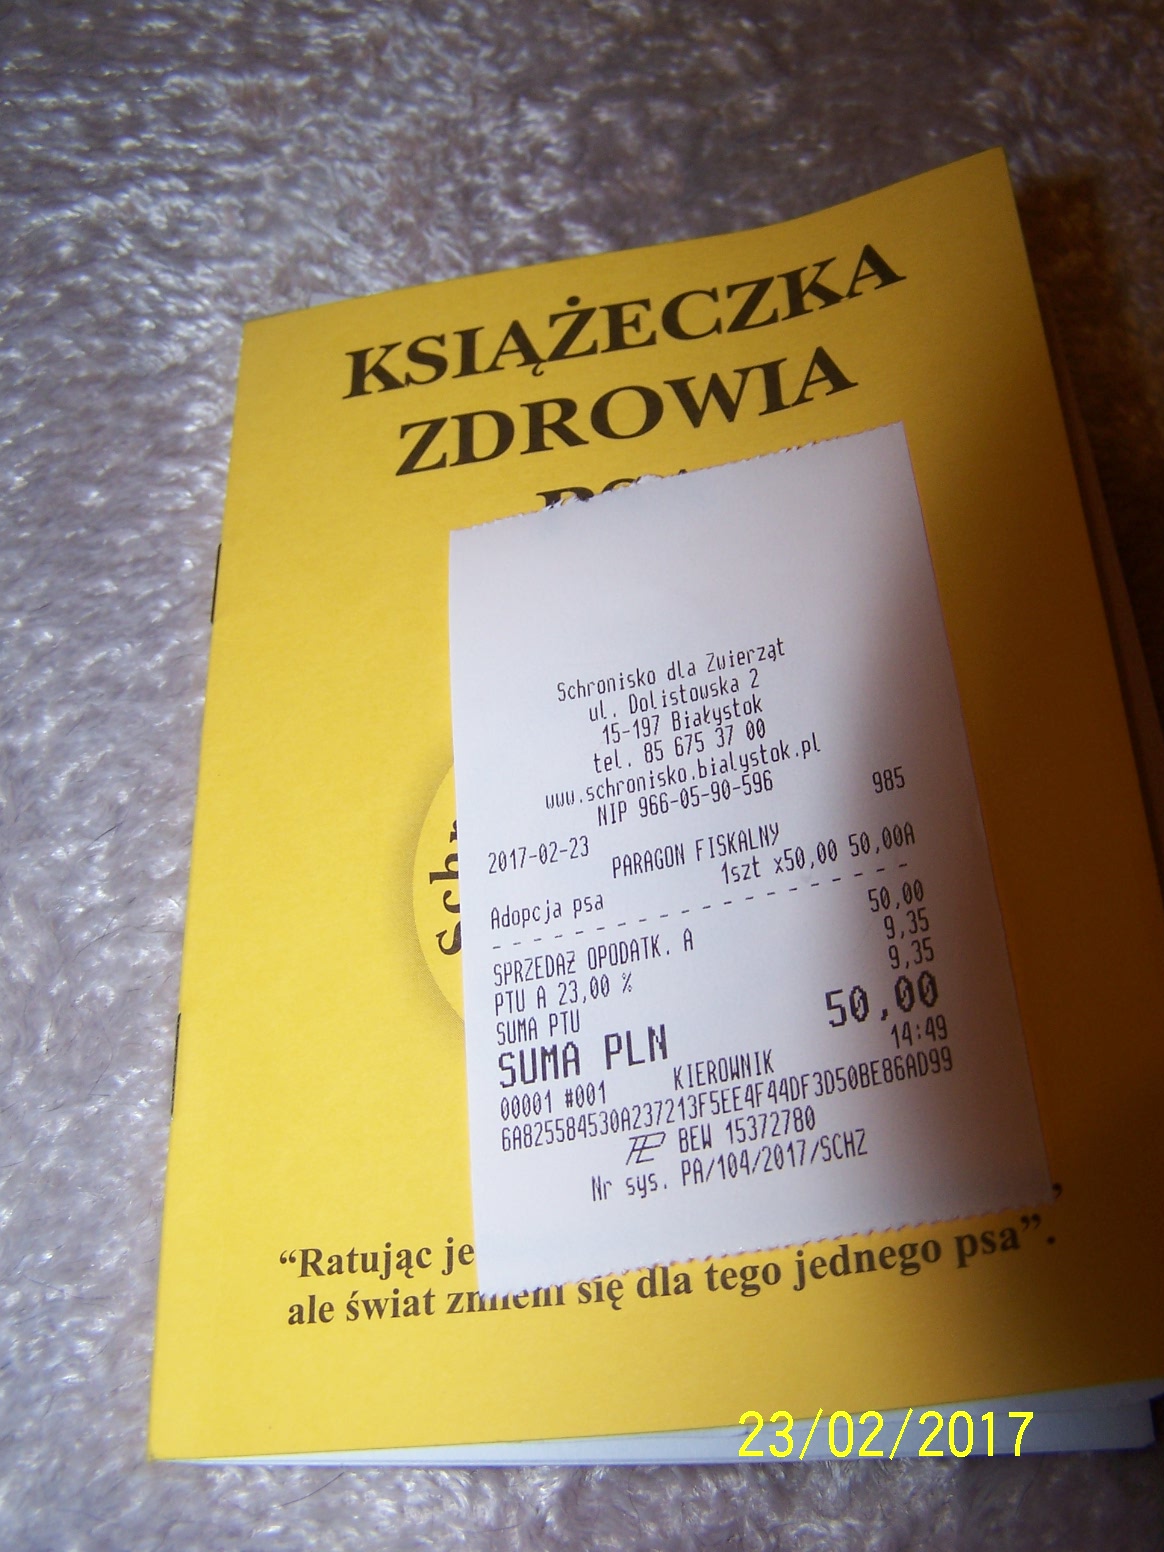 KSIĄŻECZKA
ZDROWIA
Schronisko dla Zwierząt
ul. Dolistowska 2
15-197 Białystok
tel. 85 675 37 00
www.schronisko.bialystok.pl
NIP 966-05-90-596
2017-02-23 985
PARAGON FISKALNY
Adopcja psa 1szt x50,00 50,00A
SPRZEDAŻ OPODATK. A 50,00
PTU A 23,00 % 9,35
SUMA PTU 9,35
SUMA PLN 50,00
00001 #001 KIEROWNIK 14:49
6A825584530A237213F5EE4F44DF3D50BE86AD99
BEW 15372780
Nr sys. PA/104/2017/SCHZ
“Ratując
ale świat zmieni się dla tego jednego psa”.
23/02/2017